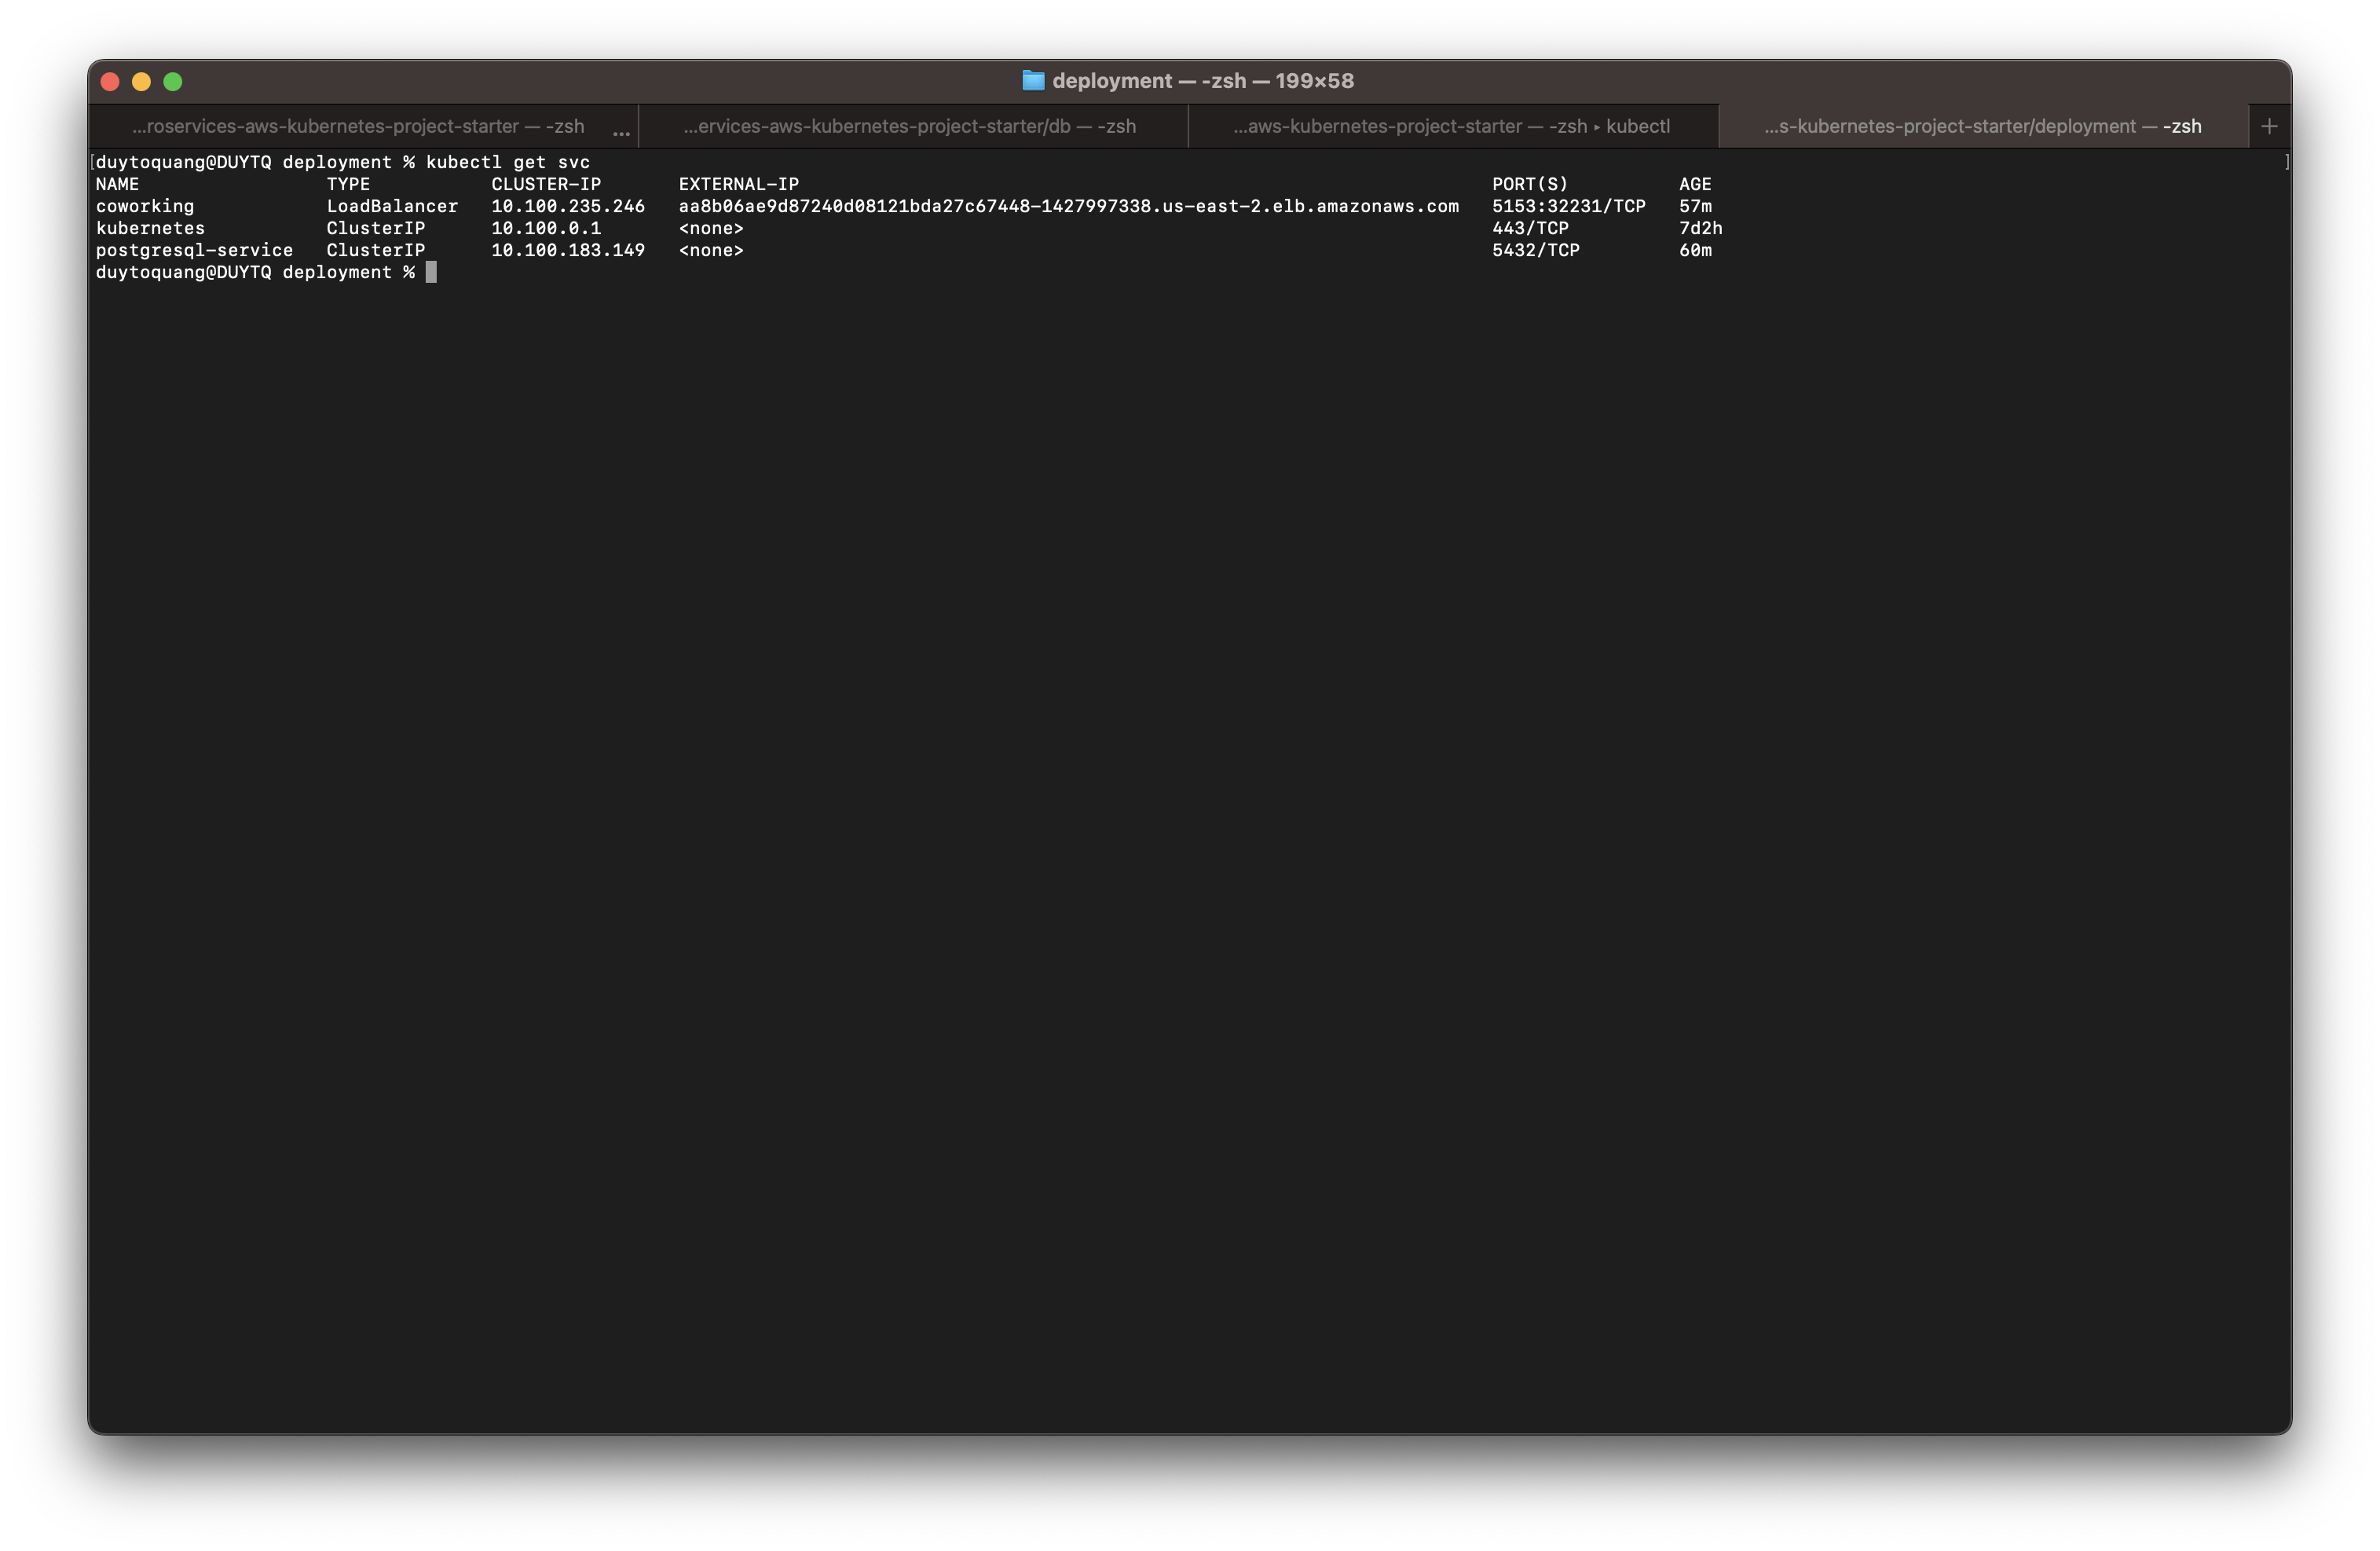 deployment — -zsh — 199×58
...roservices-aws-kubernetes-project-starter — -zsh ... ...ervices-aws-kubernetes-project-starter/db — -zsh ...aws-kubernetes-project-starter — -zsh ▸ kubectl ...s-kubernetes-project-starter/deployment — -zsh +
[duytoquang@DUYTQ deployment % kubectl get svc ]
NAME TYPE CLUSTER-IP EXTERNAL-IP PORT(S) AGE
coworking LoadBalancer 10.100.235.246 aa8b06ae9d87240d08121bda27c67448-1427997338.us-east-2.elb.amazonaws.com 5153:32231/TCP 57m
kubernetes ClusterIP 10.100.0.1 <none> 443/TCP 7d2h
postgresql-service ClusterIP 10.100.183.149 <none> 5432/TCP 60m
duytoquang@DUYTQ deployment %